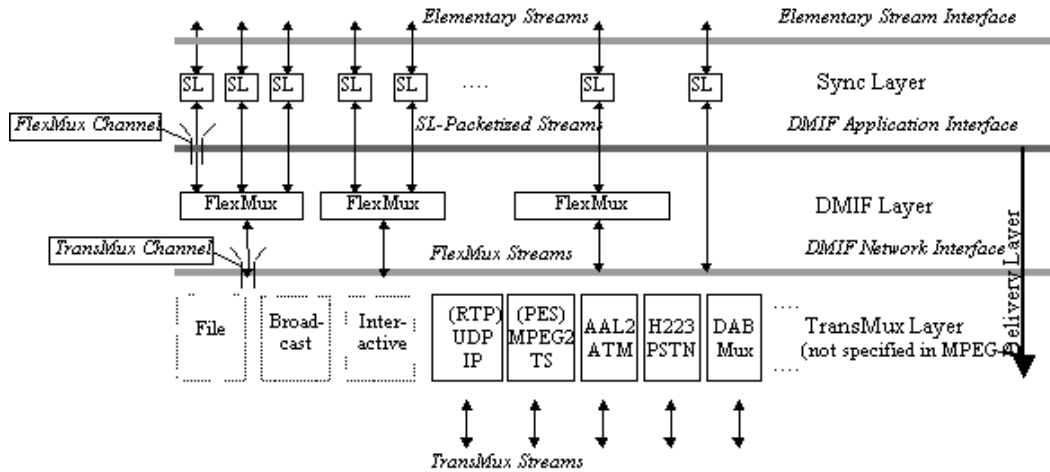 Elementary Streams
Elementary Stream Interface
SL
SL
SL
SL
SL
....
SL
SL
Sync Layer
FlexMux Channel
SL-Packetized Streams
DMIF Application Interface
FlexMux
FlexMux
FlexMux
DMIF Layer
TransMux Channel
FlexMux Streams
DMIF Network Interface
Delivery Layer
File
Broad-
cast
Inter-
active
(RTP)
UDP
IP
(PES)
MPEG2
TS
AAL2
ATM
H223
PSTN
DAB
Mux
....
....
TransMux Layer
(not specified in MPEG-
TransMux Streams